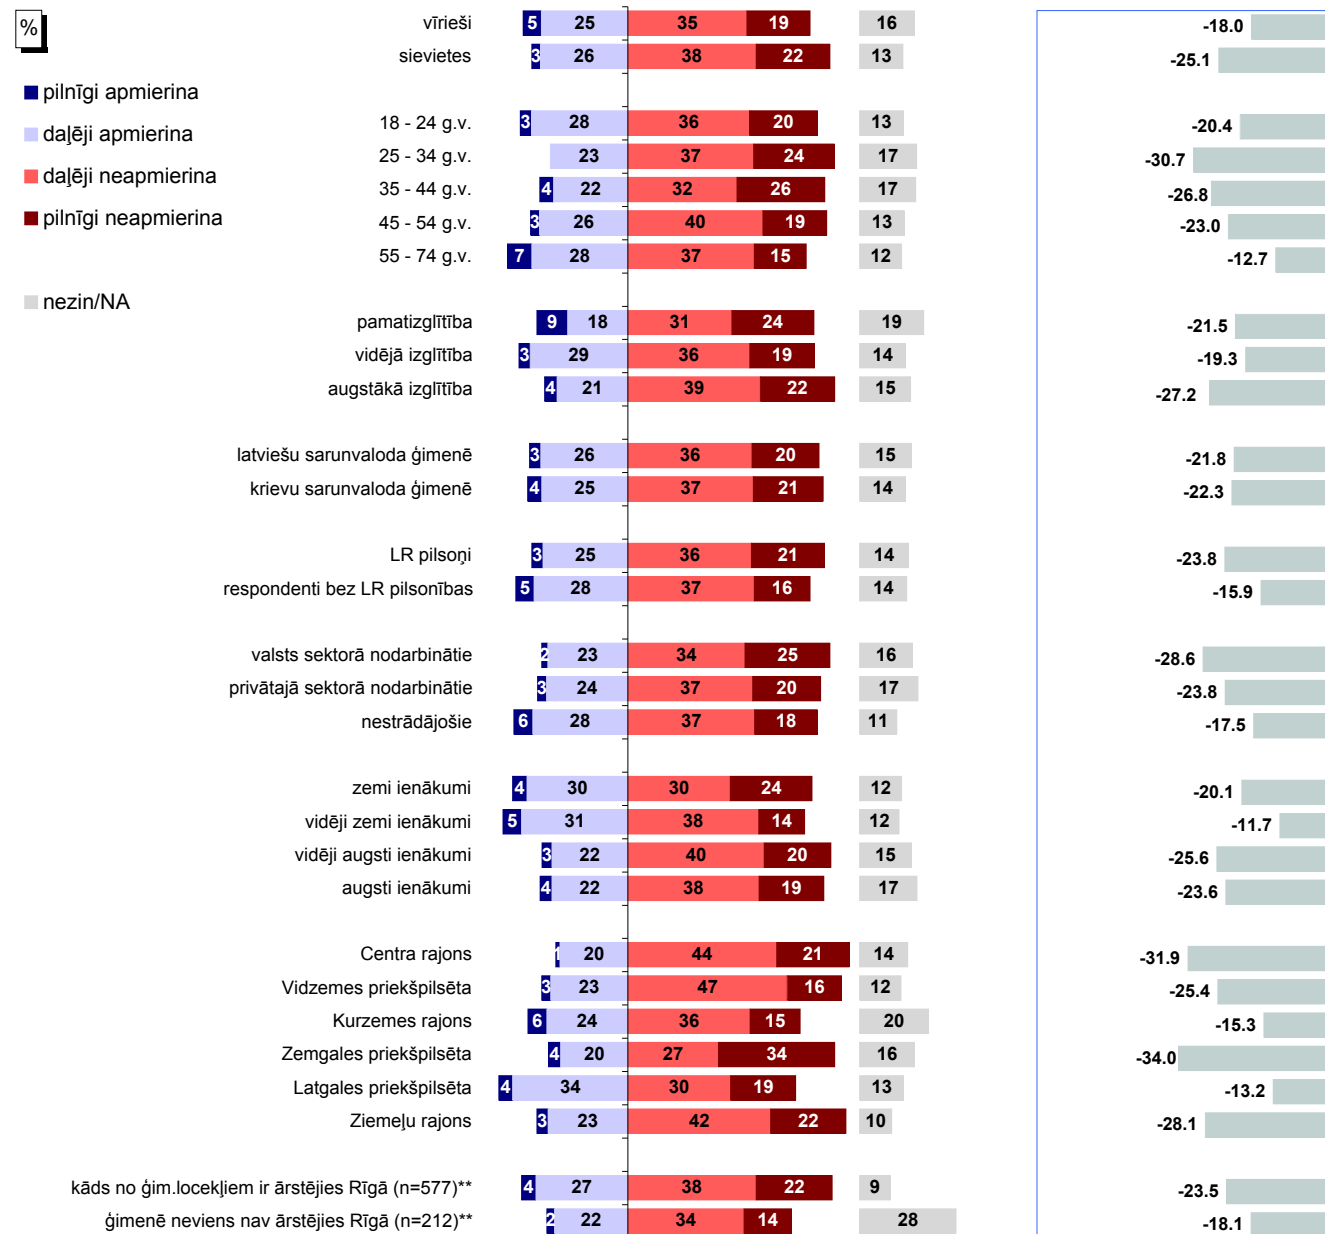 %
pilnīgi apmierina
daļēji apmierina
daļēji neapmierina
pilnīgi neapmierina
nezin/NA
vīrieši 5 25 35 19 16 -18.0
sievietes 3 26 38 22 13 -25.1
18 - 24 g.v. 3 28 36 20 13 -20.4
25 - 34 g.v. 23 37 24 17 -30.7
35 - 44 g.v. 4 22 32 26 17 -26.8
45 - 54 g.v. 3 26 40 19 13 -23.0
55 - 74 g.v. 7 28 37 15 12 -12.7
pamatizglītība 9 18 31 24 19 -21.5
vidējā izglītība 3 29 36 19 14 -19.3
augstākā izglītība 4 21 39 22 15 -27.2
latviešu sarunvaloda ģimenē 3 26 36 20 15 -21.8
krievu sarunvaloda ģimenē 4 25 37 21 14 -22.3
LR pilsoņi 3 25 36 21 14 -23.8
respondenti bez LR pilsonības 5 28 37 16 14 -15.9
valsts sektorā nodarbinātie 2 23 34 25 16 -28.6
privātajā sektorā nodarbinātie 3 24 37 20 17 -23.8
nestrādājošie 6 28 37 18 11 -17.5
zemi ienākumi 4 30 30 24 12 -20.1
vidēji zemi ienākumi 5 31 38 14 12 -11.7
vidēji augsti ienākumi 3 22 40 20 15 -25.6
augsti ienākumi 4 22 38 19 17 -23.6
Centra rajons 1 20 44 21 14 -31.9
Vidzemes priekšpilsēta 3 23 47 16 12 -25.4
Kurzemes rajons 6 24 36 15 20 -15.3
Zemgales priekšpilsēta 4 20 27 34 16 -34.0
Latgales priekšpilsēta 4 34 30 19 13 -13.2
Ziemeļu rajons 3 23 42 22 10 -28.1
kāds no ģim.locekļiem ir ārstējies Rīgā (n=577)** 4 27 38 22 9 -23.5
ģimenē neviens nav ārstējies Rīgā (n=212)** 2 22 34 14 28 -18.1